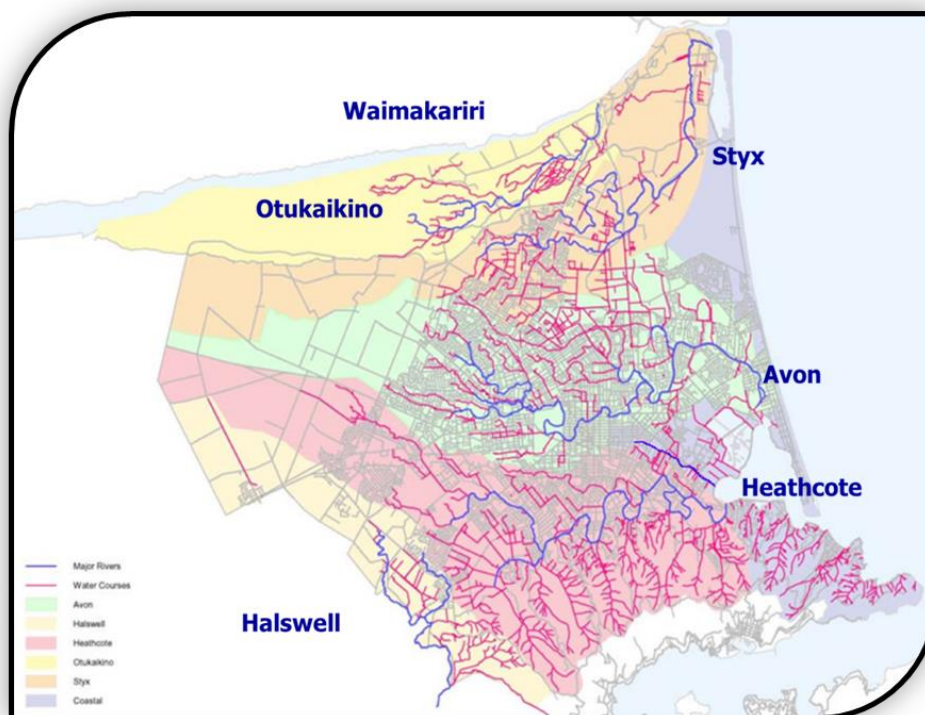 Waimakariri
Styx
Otukaikino
Avon
Heathcote
Halswell
Major Rivers
Water Courses
Avon
Halswell
Heathcote
Otukaikino
Styx
Coastal